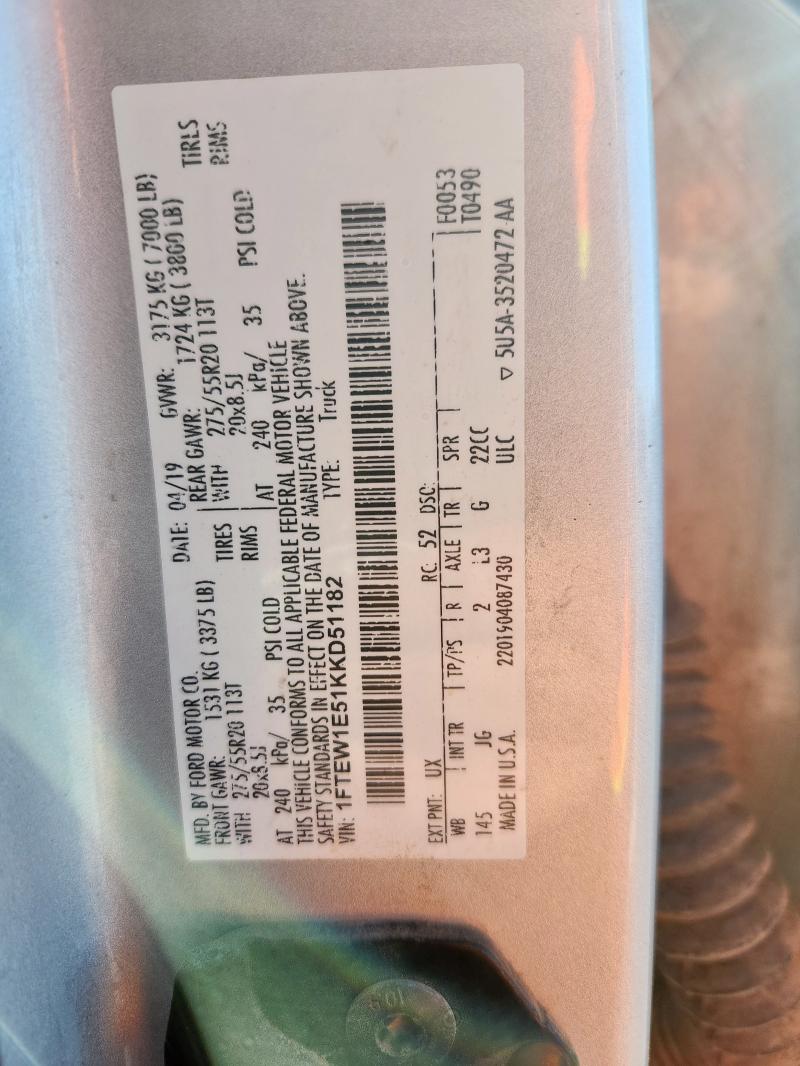 MFD. BY FORD MOTOR CO. DATE: 04/19 GVWR: 3175 KG ( 7000 LB)
FRONT GAWR: 1531 KG ( 3375 LB) REAR GAWR: 1724 KG ( 3800 LB)
WITH 275/55R20 113T TIRES WITH 275/55R20 113T TIRES
20x8.5J RIMS 20x8.5J RIMS
AT 240 kPa/ 35 PSI COLD AT 240 kPa/ 35 PSI COLD
THIS VEHICLE CONFORMS TO ALL APPLICABLE FEDERAL MOTOR VEHICLE
SAFETY STANDARDS IN EFFECT ON THE DATE OF MANUFACTURE SHOWN ABOVE.
VIN: 1FTEW1E51KKD51182 TYPE: Truck
EXT PNT: UX RC: 52 DSC: F0053
WB INT TR TP/PS R AXLE TR SPR T0490
145 JG 2 L3 G 22CC
MADE IN U.S.A. 2201904087430 ULC ▽ 5U5A-3520472-AA
10.9